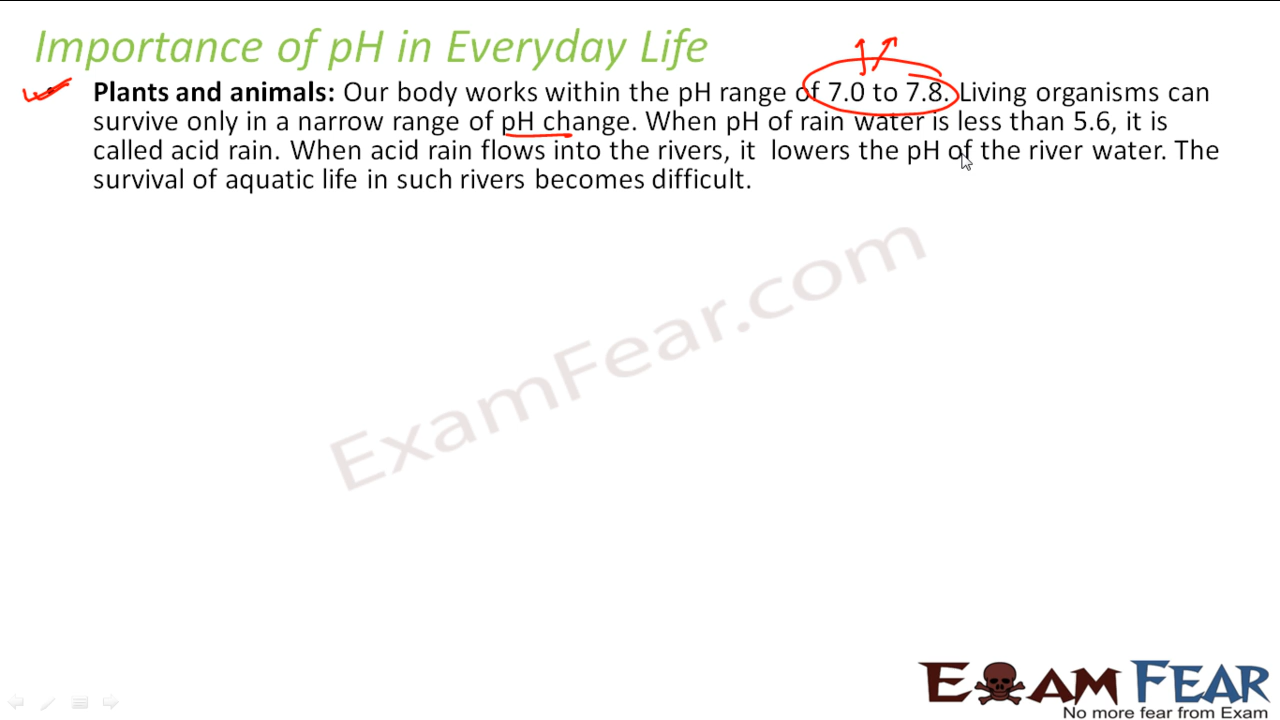 Importance of pH in Everyday Life
Plants and animals: Our body works within the pH range of 7.0 to 7.8. Living organisms can
survive only in a narrow range of pH change. When pH of rain water is less than 5.6, it is
called acid rain. When acid rain flows into the rivers, it lowers the pH of the river water. The
survival of aquatic life in such rivers becomes difficult.
ExamFear.com
EXAM FEAR
No more fear from Exam